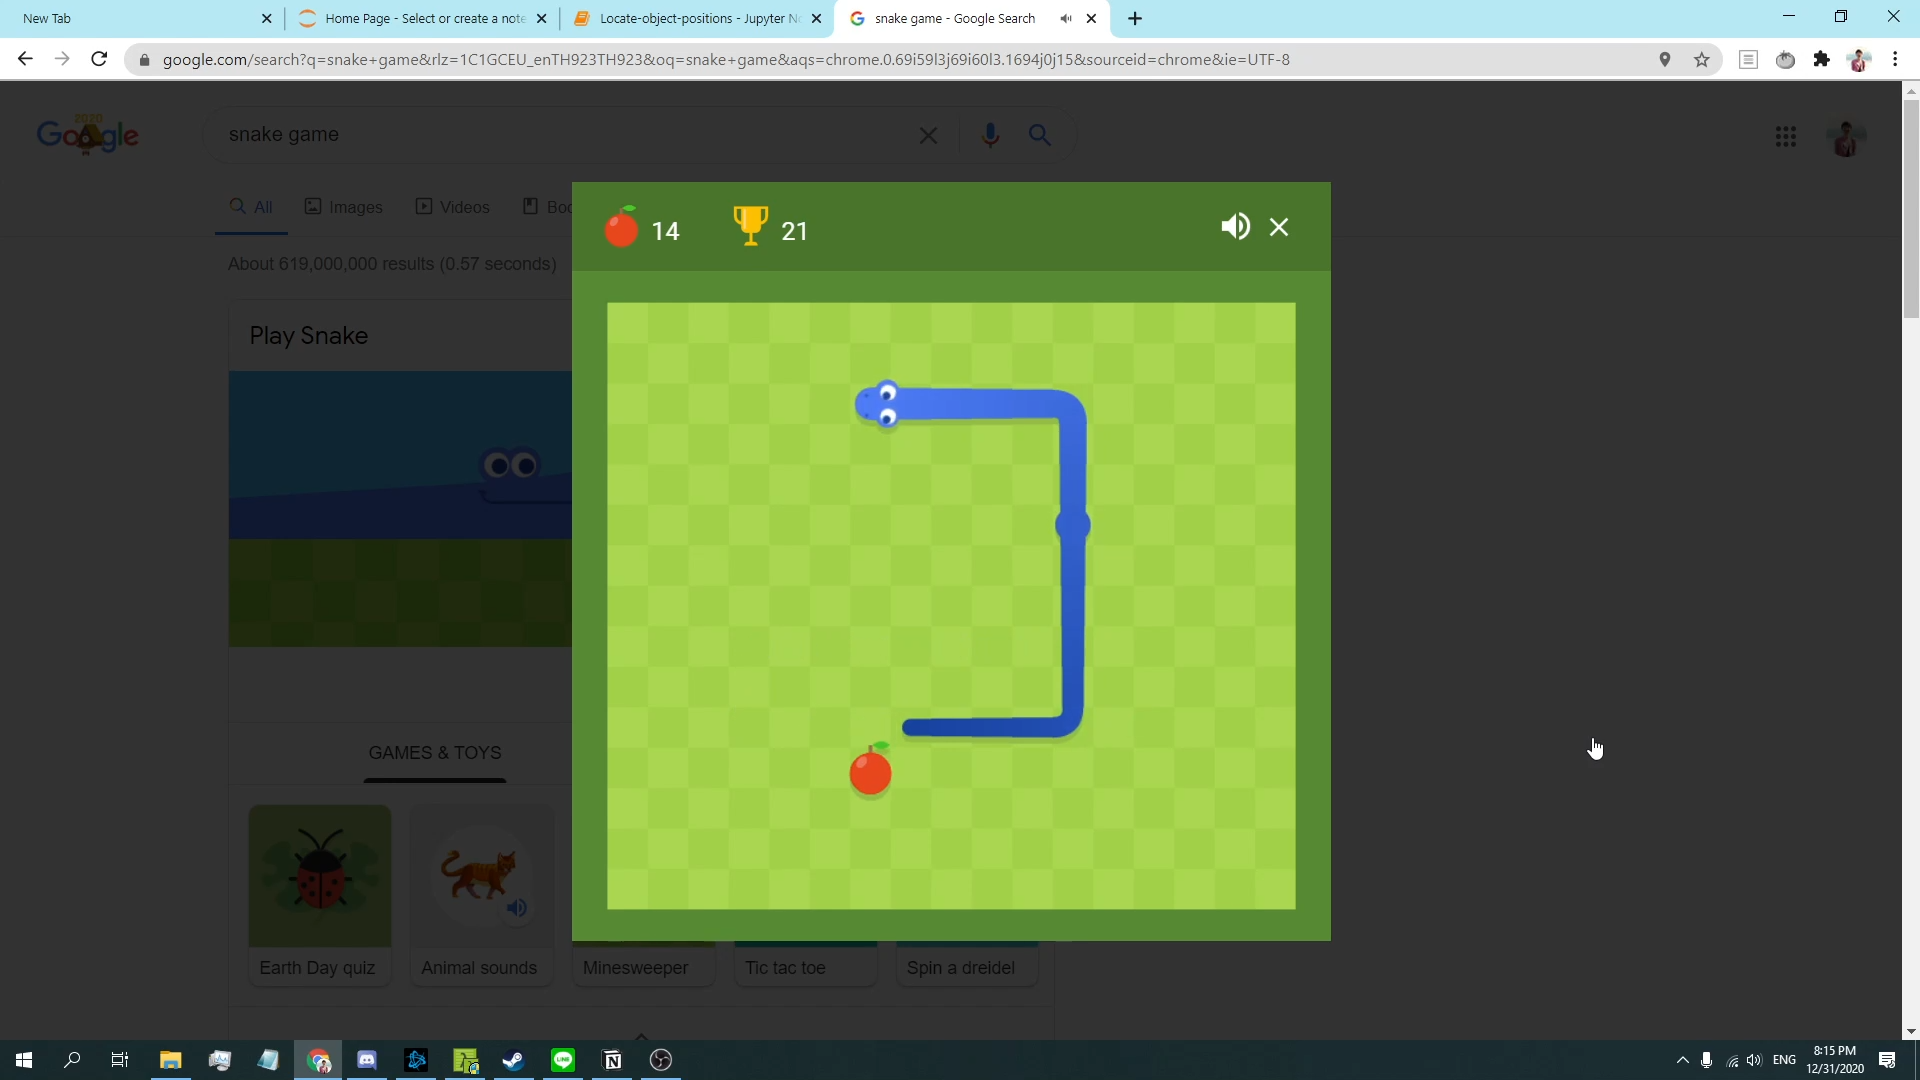 New Tab
Home Page - Select or create a note
Locate-object-positions - Jupyter No
snake game - Google Search
google.com/search?q=snake+game&rlz=1C1GCEU_enTH923TH923&oq=snake+game&aqs=chrome.0.69i59l3j69i60l3.1694j0j15&sourceid=chrome&ie=UTF-8
2020
Google
snake game
All
Images
Videos
Boo
14
21
About 619,000,000 results (0.57 seconds)
Play Snake
GAMES & TOYS
Earth Day quiz
Animal sounds
Minesweeper
Tic tac toe
Spin a dreidel
LINE
ENG
8:15 PM
12/31/2020